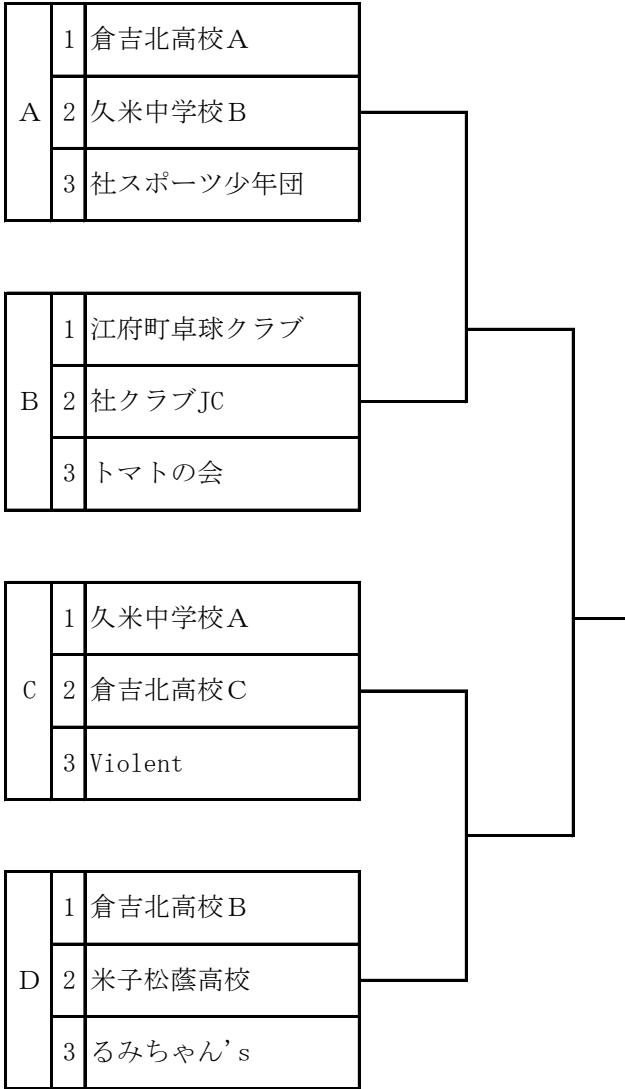 A
1 倉吉北高校A
2 久米中学校B
3 社スポーツ少年団
B
1 江府町卓球クラブ
2 社クラブJC
3 トマトの会
C
1 久米中学校A
2 倉吉北高校C
3 Violent
D
1 倉吉北高校B
2 米子松蔭高校
3 るみちゃん's